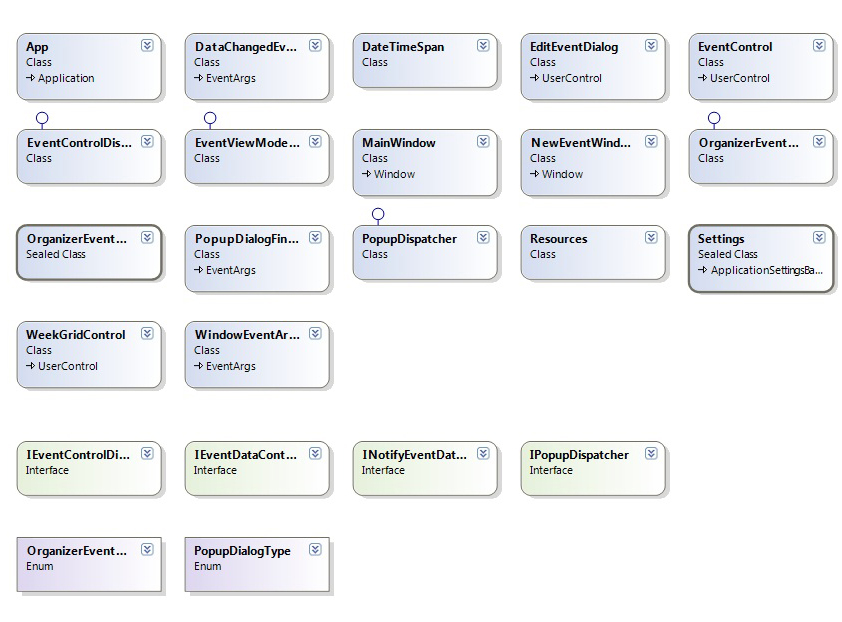 App
Class
Application
DataChangedEv...
Class
EventArgs
DateTimeSpan
Class
EditEventDialog
Class
UserControl
EventControl
Class
UserControl
EventControlDis...
Class
EventViewMode...
Class
MainWindow
Class
Window
NewEventWind...
Class
Window
OrganizerEvent...
Class
OrganizerEvent...
Sealed Class
PopupDialogFin...
Class
EventArgs
PopupDispatcher
Class
Resources
Class
Settings
Sealed Class
ApplicationSettingsBa...
WeekGridControl
Class
UserControl
WindowEventAr...
Class
EventArgs
IEventControlDi...
Interface
IEventDataCont...
Interface
INotifyEventDat...
Interface
IPopupDispatcher
Interface
OrganizerEvent...
Enum
PopupDialogType
Enum